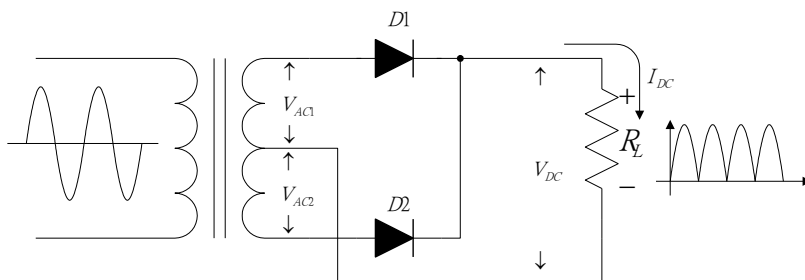 D1
I_DC
V_AC1
+
R_L
V_DC
V_AC2
−
D2